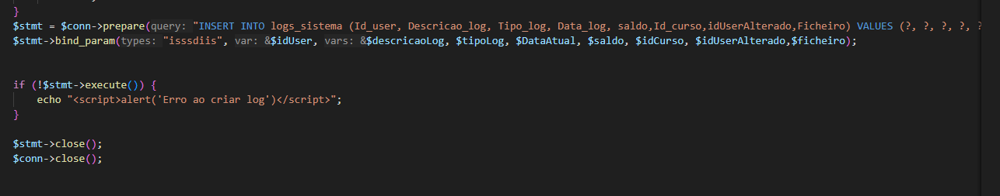 }
$stmt = $conn->prepare(query: "INSERT INTO logs_sistema (Id_user, Descricao_log, Tipo_log, Data_log, saldo,Id_curso,idUserAlterado,Ficheiro) VALUES (?, ?, ?, ?, ?
$stmt->bind_param(types: "isssdiis", var: &$idUser, vars: &$descricaoLog, $tipoLog, $DataAtual, $saldo, $idCurso, $idUserAlterado,$ficheiro);
if (!$stmt->execute()) {
echo "<script>alert('Erro ao criar log')</script>";
}
$stmt->close();
$conn->close();